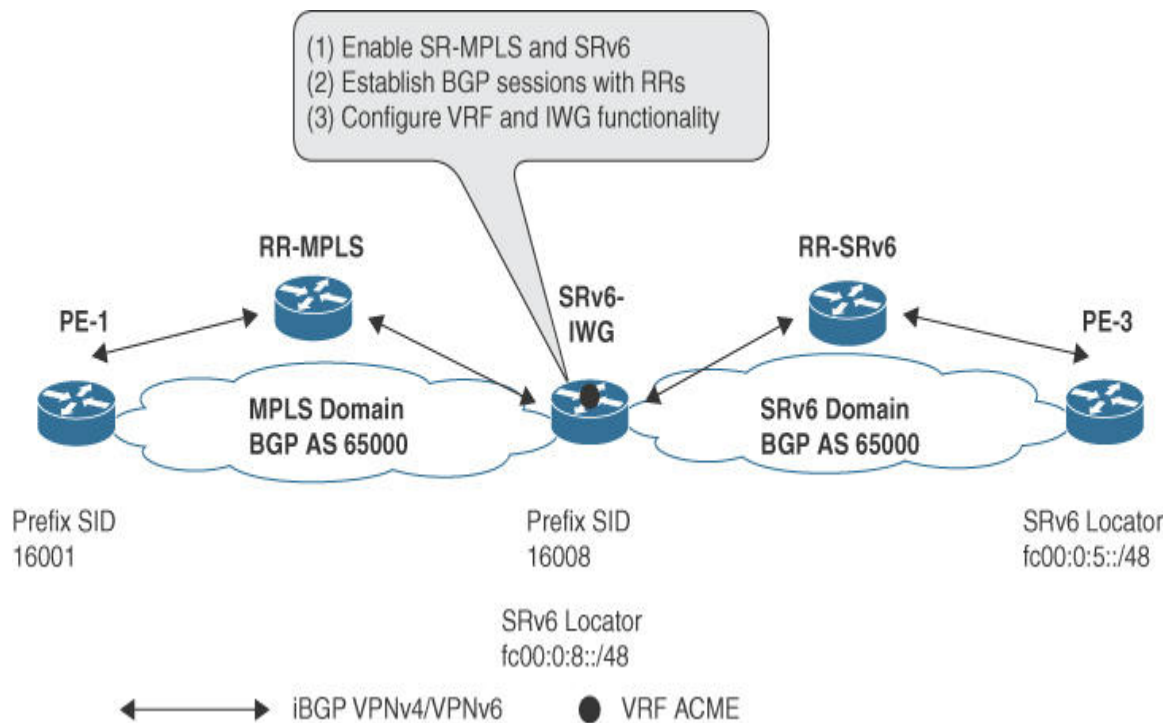 (1) Enable SR-MPLS and SRv6
(2) Establish BGP sessions with RRs
(3) Configure VRF and IWG functionality
RR-MPLS
RR-SRv6
PE-1
SRv6-
IWG
PE-3
MPLS Domain
BGP AS 65000
SRv6 Domain
BGP AS 65000
Prefix SID
16001
Prefix SID
16008
SRv6 Locator
fc00:0:5::/48
SRv6 Locator
fc00:0:8::/48
iBGP VPNv4/VPNv6
VRF ACME